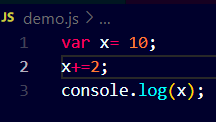 JS demo.js > ...
1 var x= 10;
2 x+=2;
3 console.log(x);